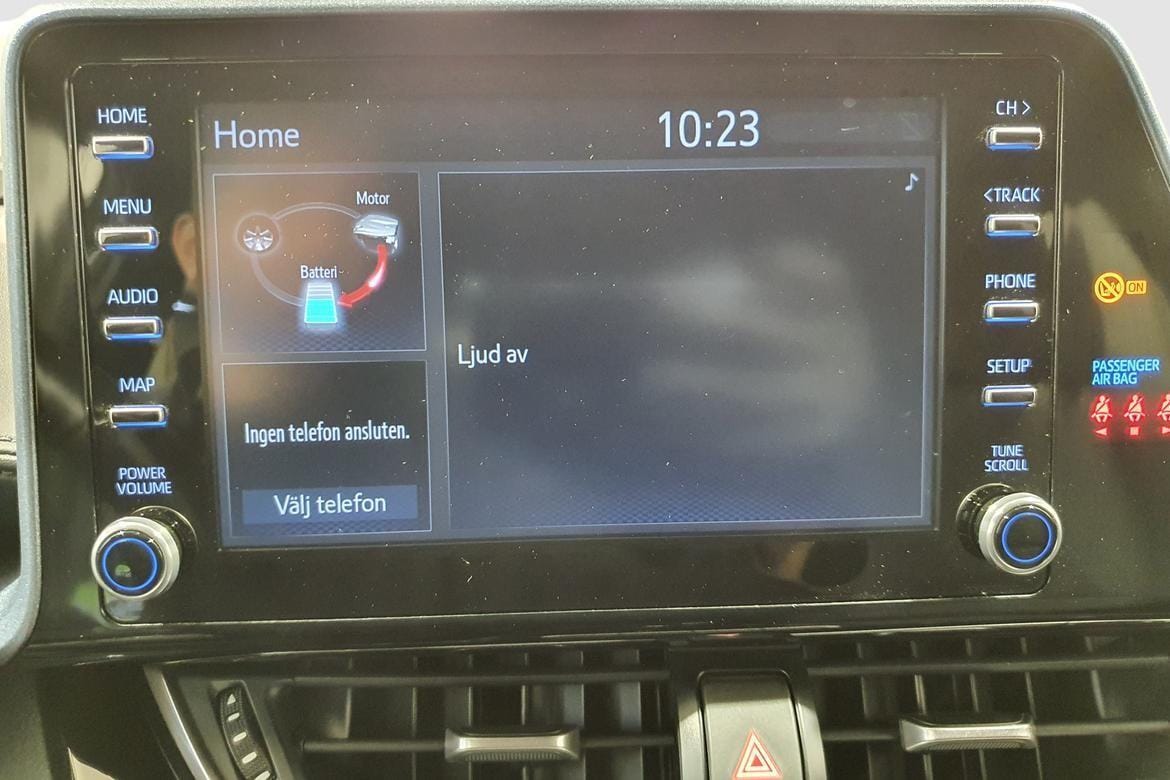 HOME
MENU
AUDIO
MAP
POWER
VOLUME
Home
10:23
Motor
Batteri
Ingen telefon ansluten.
Välj telefon
Ljud av
CH >
<TRACK
PHONE
SETUP
TUNE
SCROLL
ON
PASSENGER
AIR BAG